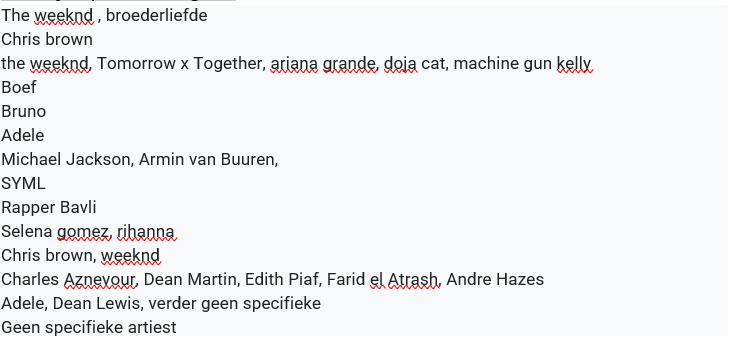 The weeknd , broederliefde
Chris brown
the weeknd, Tomorrow x Together, ariana grande, doja cat, machine gun kelly
Boef
Bruno
Adele
Michael Jackson, Armin van Buuren,
SYML
Rapper Bavli
Selena gomez, rihanna
Chris brown, weeknd
Charles Aznevour, Dean Martin, Edith Piaf, Farid el Atrash, Andre Hazes
Adele, Dean Lewis, verder geen specifieke
Geen specifieke artiest